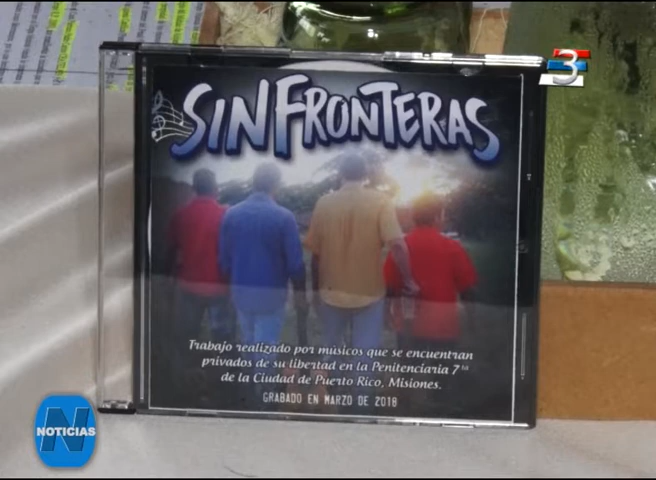 3
SIN FRONTERAS
Trabajo realizado por músicos que se encuentran
privados de su libertad en la Penitenciaria 7ma
de la Ciudad de Puerto Rico, Misiones.
GRABADO EN MARZO DE 2018
N
NOTICIAS